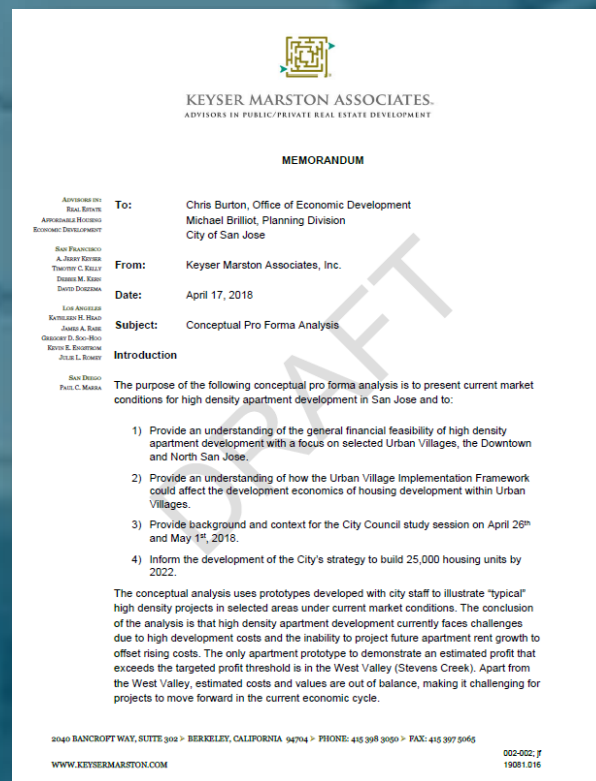 KEYSER MARSTON ASSOCIATES.
ADVISORS IN PUBLIC/PRIVATE REAL ESTATE DEVELOPMENT
MEMORANDUM
ADVISORS IN:
REAL ESTATE
AFFORDABLE HOUSING
ECONOMIC DEVELOPMENT
SAN FRANCISCO
A. JERRY KEYSER
TIMOTHY C. KELLY
DEBBIE M. KERN
DAVID DOEZEMA
LOS ANGELES
KATHLEEN H. HEAD
JAMES A. RABE
GREGORY D. SOO-HOO
KEVIN E. ENGSTROM
JULIE L. ROMEY
SAN DIEGO
PAUL C. MARRA
To: Chris Burton, Office of Economic Development
Michael Brilliot, Planning Division
City of San Jose
From: Keyser Marston Associates, Inc.
Date: April 17, 2018
Subject: Conceptual Pro Forma Analysis
Introduction
The purpose of the following conceptual pro forma analysis is to present current market
conditions for high density apartment development in San Jose and to:
1) Provide an understanding of the general financial feasibility of high density
apartment development with a focus on selected Urban Villages, the Downtown
and North San Jose.
2) Provide an understanding of how the Urban Village Implementation Framework
could affect the development economics of housing development within Urban
Villages.
3) Provide background and context for the City Council study session on April 26th
and May 1st, 2018.
4) Inform the development of the City's strategy to build 25,000 housing units by
2022.
The conceptual analysis uses prototypes developed with city staff to illustrate "typical"
high density projects in selected areas under current market conditions. The conclusion
of the analysis is that high density apartment development currently faces challenges
due to high development costs and the inability to project future apartment rent growth to
offset rising costs. The only apartment prototype to demonstrate an estimated profit that
exceeds the targeted profit threshold is in the West Valley (Stevens Creek). Apart from
the West Valley, estimated costs and values are out of balance, making it challenging for
projects to move forward in the current economic cycle.
DRAFT
2040 BANCROFT WAY, SUITE 302 > BERKELEY, CALIFORNIA 94704 > PHONE: 415 398 3050 > FAX: 415 397 5065
002-002; jf
WWW.KEYSERMARSTON.COM
19081.016